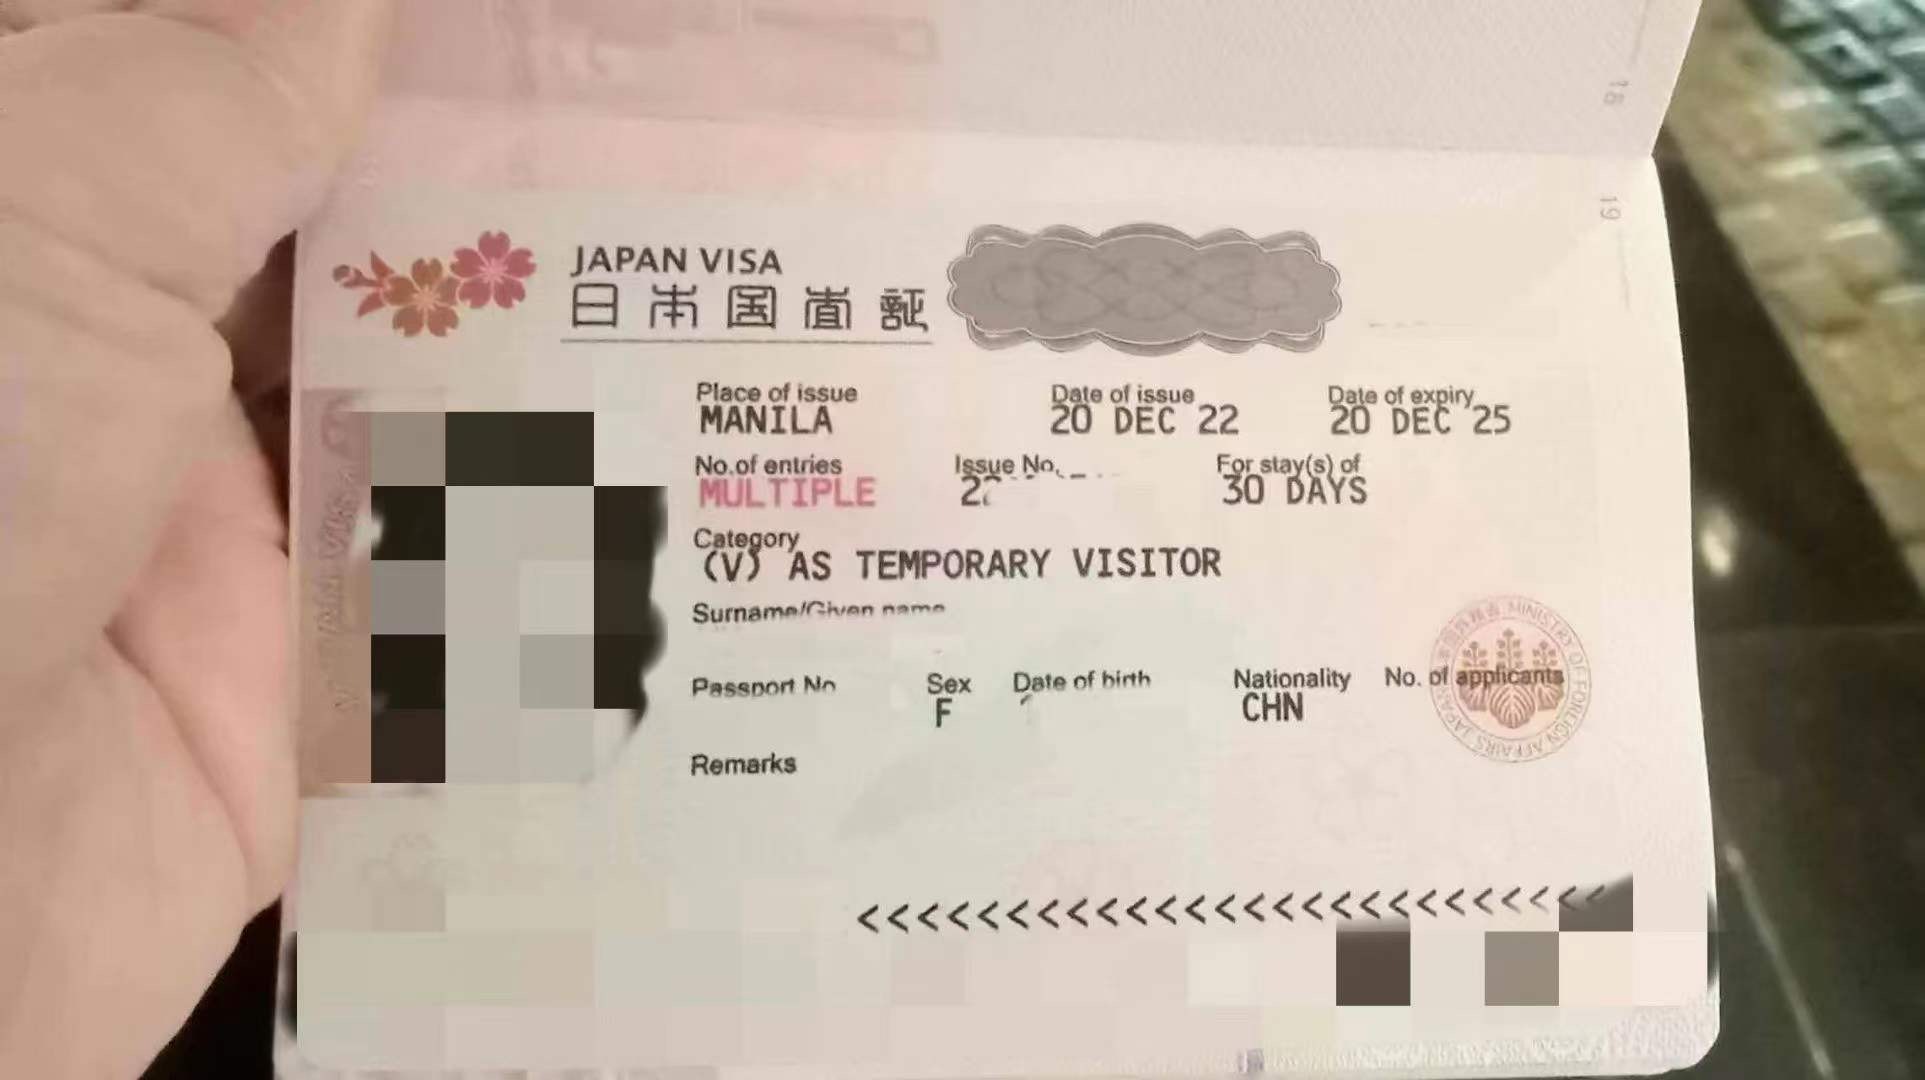 18
19
JAPAN VISA
日本国査証
Place of issue Date of issue Date of expiry
MANILA 20 DEC 22 20 DEC 25
No.of entries Issue No. For stay(s) of
MULTIPLE 30 DAYS
Category
(V) AS TEMPORARY VISITOR
Surname/Given name
Passport No Sex Date of birth Nationality No. of applicants
F CHN
Remarks
MINISTRY OF FOREIGN AFFAIRS JAPAN
<<<<<<<<<<<<<<<<<<<<<<<<<